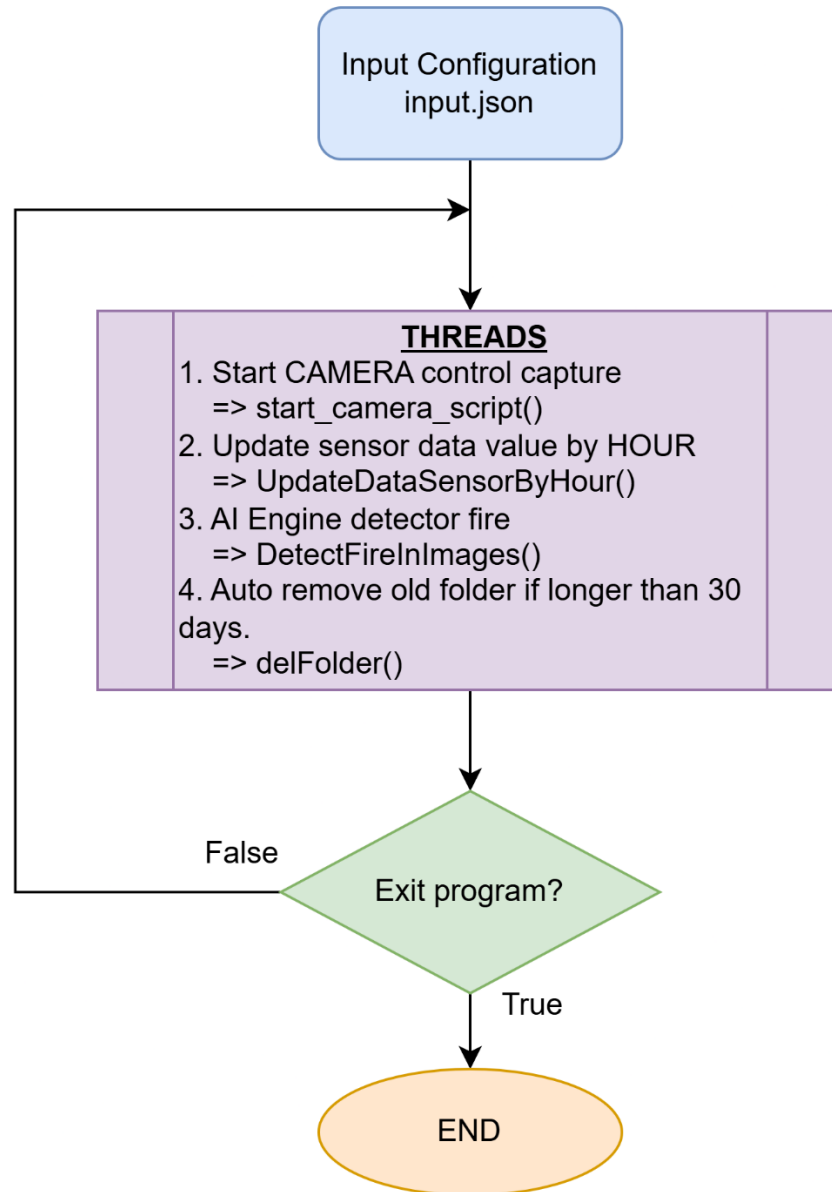 Input Configuration
input.json
THREADS
1. Start CAMERA control capture
=> start_camera_script()
2. Update sensor data value by HOUR
=> UpdateDataSensorByHour()
3. AI Engine detector fire
=> DetectFireInImages()
4. Auto remove old folder if longer than 30
days.
=> delFolder()
False
Exit program?
True
END